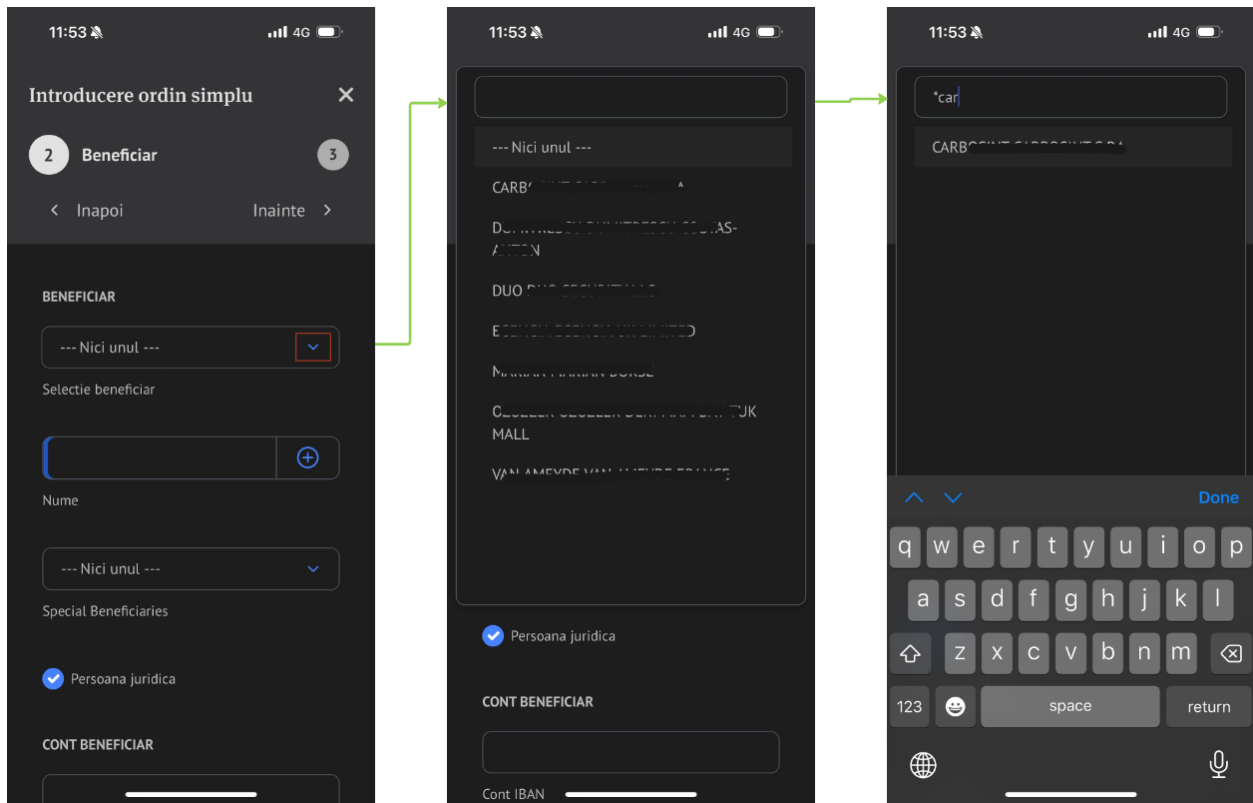 11:53
4G
Introducere ordin simplu
2 Beneficiar 3
Inapoi Inainte
BENEFICIAR
--- Nici unul ---
Selectie beneficiar
Nume
--- Nici unul ---
Special Beneficiaries
Persoana juridica
CONT BENEFICIAR
11:53
4G
--- Nici unul ---
CARB
DUO
MALL
Persoana juridica
CONT BENEFICIAR
Cont IBAN
11:53
4G
*car
Done
q w e r t y u i o p
a s d f g h j k l
z x c v b n m
123 space return